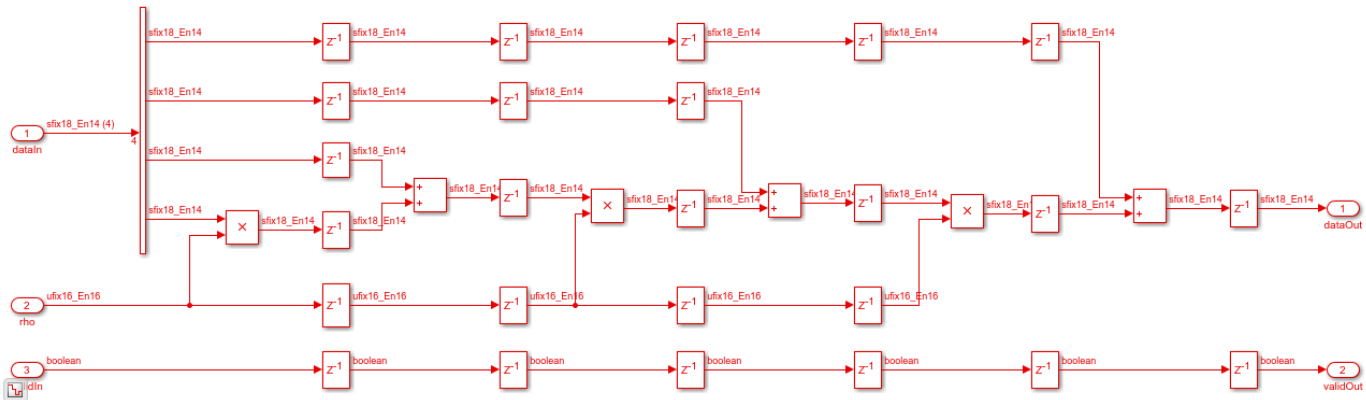 sfix18_En14 z-1 sfix18_En14 z-1 sfix18_En14 z-1 sfix18_En14 z-1 sfix18_En14 z-1 sfix18_En14
sfix18_En14 z-1 sfix18_En14 z-1 sfix18_En14 z-1 sfix18_En14
1 sfix18_En14 (4) 4
dataIn
sfix18_En14 z-1 sfix18_En14
+ + sfix18_En14 z-1 sfix18_En14 × sfix18_En14 z-1 sfix18_En14 + + sfix18_En14 z-1 sfix18_En14 × sfix18_En1 z-1 sfix18_En14 + + sfix18_En14 z-1 sfix18_En14 1
dataOut
sfix18_En14 × sfix18_En14 z-1 sfix18_En14
2 ufix16_En16 z-1 ufix16_En16 z-1 ufix16_En16 z-1 ufix16_En16 z-1 ufix16_En16
rho
3 boolean z-1 boolean z-1 boolean z-1 boolean z-1 boolean z-1 boolean z-1 boolean 2
idIn
validOut